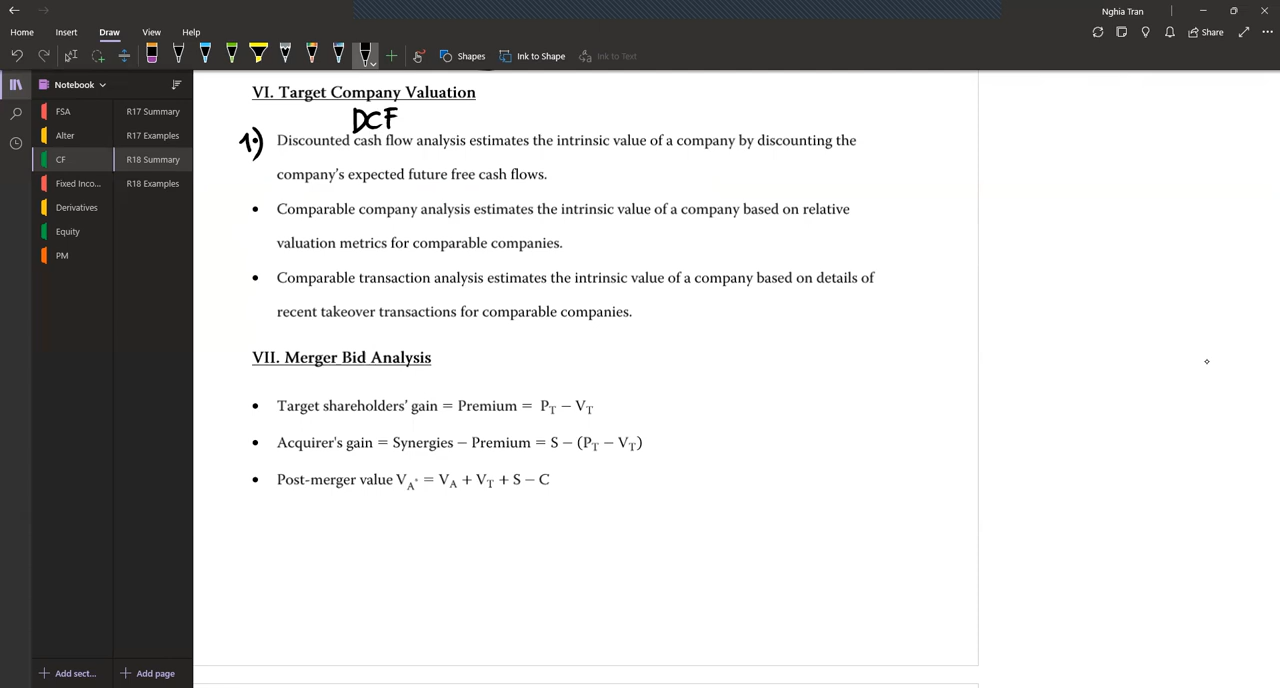 Nghia Tran
Home Insert Draw View Help
Shapes Ink to Shape Ink to Text Share
Notebook
FSA
Alter
CF
Fixed Inco...
Derivatives
Equity
PM
R17 Summary
R17 Examples
R18 Summary
R18 Examples
VI. Target Company Valuation
DCF
1.) Discounted cash flow analysis estimates the intrinsic value of a company by discounting the
company's expected future free cash flows.
• Comparable company analysis estimates the intrinsic value of a company based on relative
valuation metrics for comparable companies.
• Comparable transaction analysis estimates the intrinsic value of a company based on details of
recent takeover transactions for comparable companies.
VII. Merger Bid Analysis
• Target shareholders' gain = Premium = P_T − V_T
• Acquirer's gain = Synergies − Premium = S − (P_T − V_T)
• Post-merger value V_A* = V_A + V_T + S − C
+ Add sect... + Add page